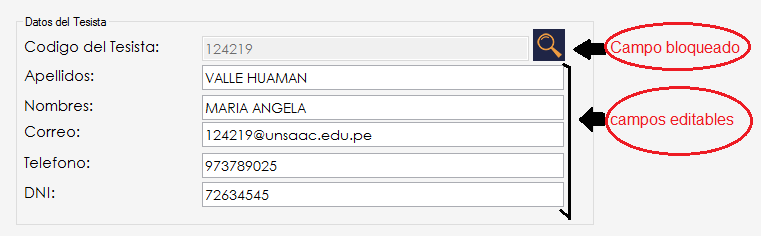 Datos del Tesista
Codigo del Tesista: 124219 Campo bloqueado
Apellidos: VALLE HUAMAN
Nombres: MARIA ANGELA campos editables
Correo: 124219@unsaac.edu.pe
Telefono: 973789025
DNI: 72634545